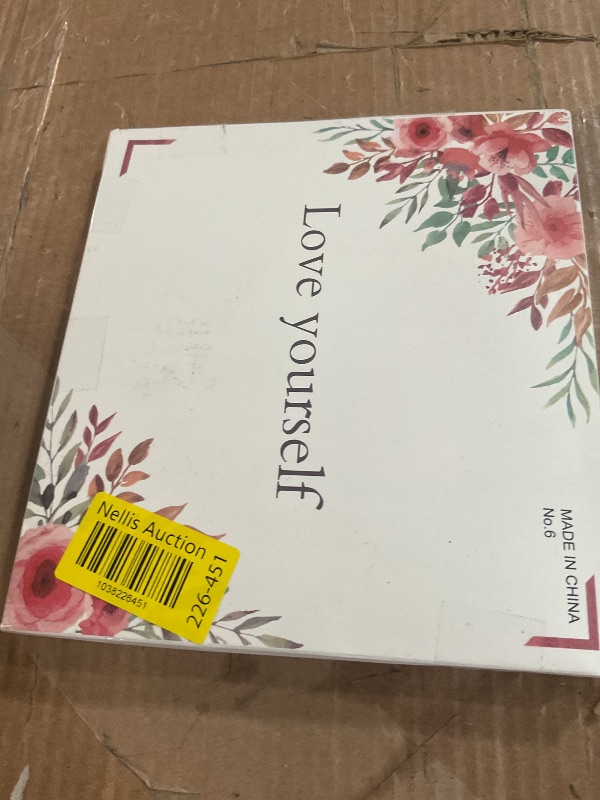 Love yourself
MADE IN CHINA
No.6
Nellis Auction
1038226451
226-451